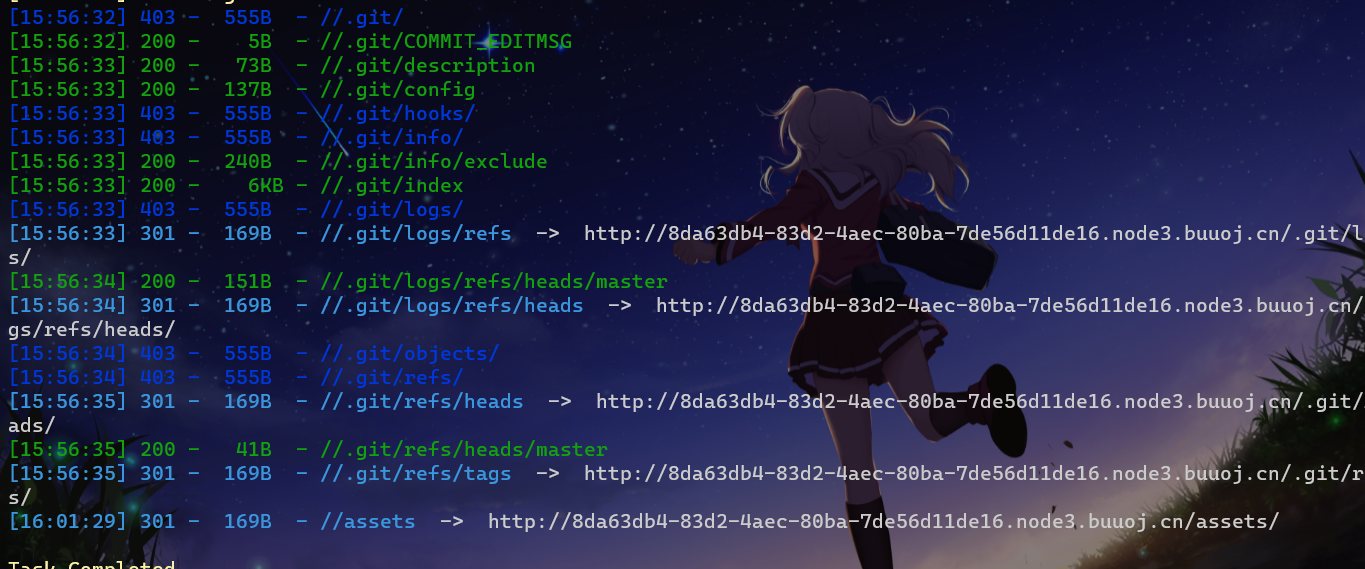 [15:56:32] 403 -  555B  - //.git/
[15:56:32] 200 -    5B  - //.git/COMMIT_EDITMSG
[15:56:33] 200 -   73B  - //.git/description
[15:56:33] 200 -  137B  - //.git/config
[15:56:33] 403 -  555B  - //.git/hooks/
[15:56:33] 403 -  555B  - //.git/info/
[15:56:33] 200 -  240B  - //.git/info/exclude
[15:56:33] 200 -    6KB - //.git/index
[15:56:33] 403 -  555B  - //.git/logs/
[15:56:33] 301 -  169B  - //.git/logs/refs  ->  http://8da63db4-83d2-4aec-80ba-7de56d11de16.node3.buuoj.cn/.git/l
s/
[15:56:34] 200 -  151B  - //.git/logs/refs/heads/master
[15:56:34] 301 -  169B  - //.git/logs/refs/heads  ->  http://8da63db4-83d2-4aec-80ba-7de56d11de16.node3.buuoj.cn/
gs/refs/heads/
[15:56:34] 403 -  555B  - //.git/objects/
[15:56:34] 403 -  555B  - //.git/refs/
[15:56:35] 301 -  169B  - //.git/refs/heads  ->  http://8da63db4-83d2-4aec-80ba-7de56d11de16.node3.buuoj.cn/.git/
ads/
[15:56:35] 200 -   41B  - //.git/refs/heads/master
[15:56:35] 301 -  169B  - //.git/refs/tags  ->  http://8da63db4-83d2-4aec-80ba-7de56d11de16.node3.buuoj.cn/.git/r
s/
[16:01:29] 301 -  169B  - //assets  ->  http://8da63db4-83d2-4aec-80ba-7de56d11de16.node3.buuoj.cn/assets/
Task Completed